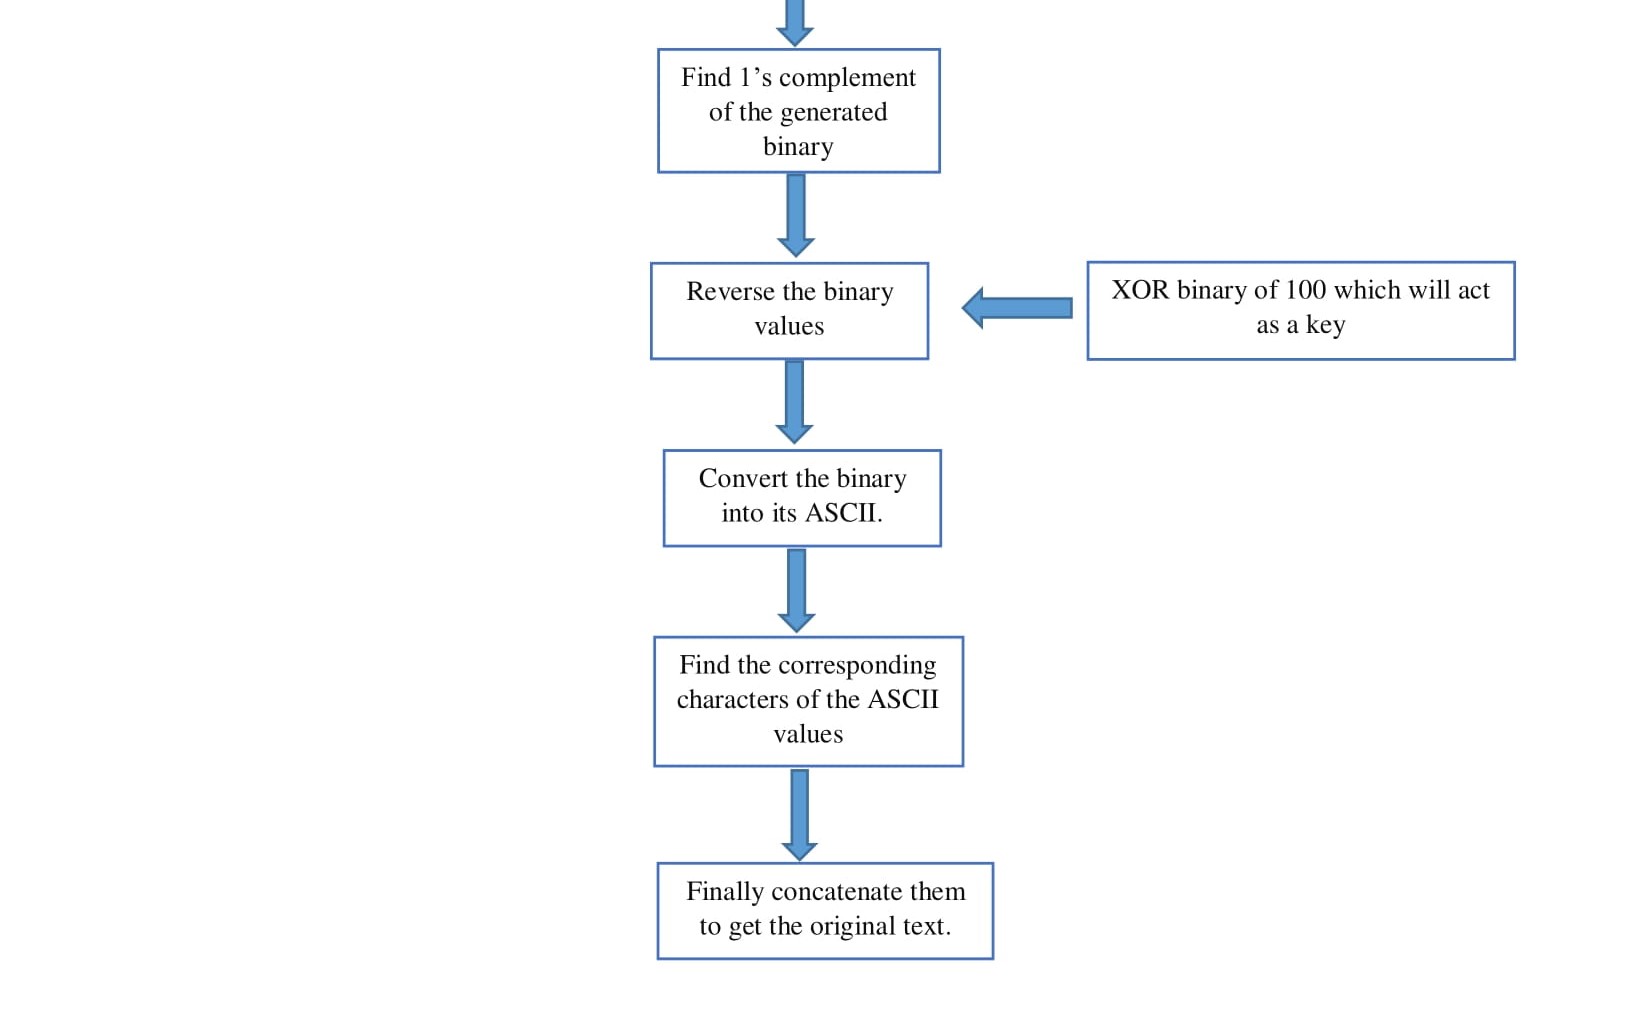 Find 1’s complement
of the generated
binary
Reverse the binary
values
XOR binary of 100 which will act
as a key
Convert the binary
into its ASCII.
Find the corresponding
characters of the ASCII
values
Finally concatenate them
to get the original text.